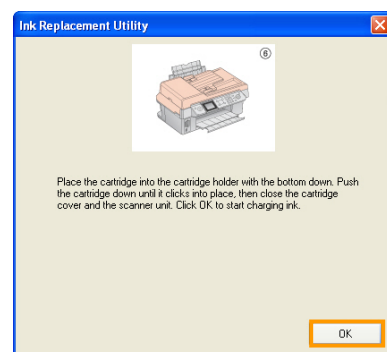 Ink Replacement Utility
⑥
Place the cartridge into the cartridge holder with the bottom down. Push
the cartridge down until it clicks into place, then close the cartridge
cover and the scanner unit. Click OK to start charging ink.
OK